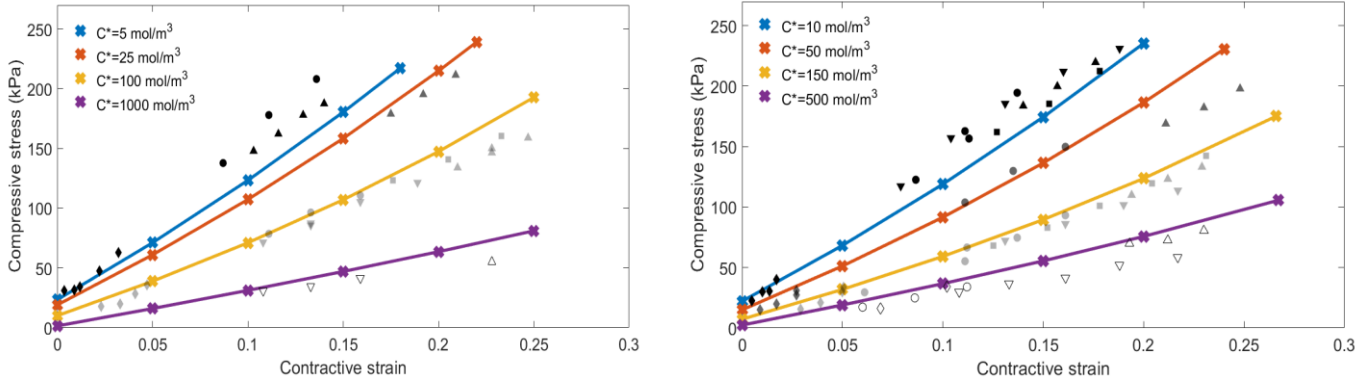 C*=5 mol/m³
C*=25 mol/m³
C*=100 mol/m³
C*=1000 mol/m³
Compressive stress (kPa)
250
200
150
100
50
0
0 0.05 0.1 0.15 0.2 0.25 0.3
Contractive strain
C*=10 mol/m³
C*=50 mol/m³
C*=150 mol/m³
C*=500 mol/m³
Compressive stress (kPa)
250
200
150
100
50
0
0 0.05 0.1 0.15 0.2 0.25 0.3
Contractive strain